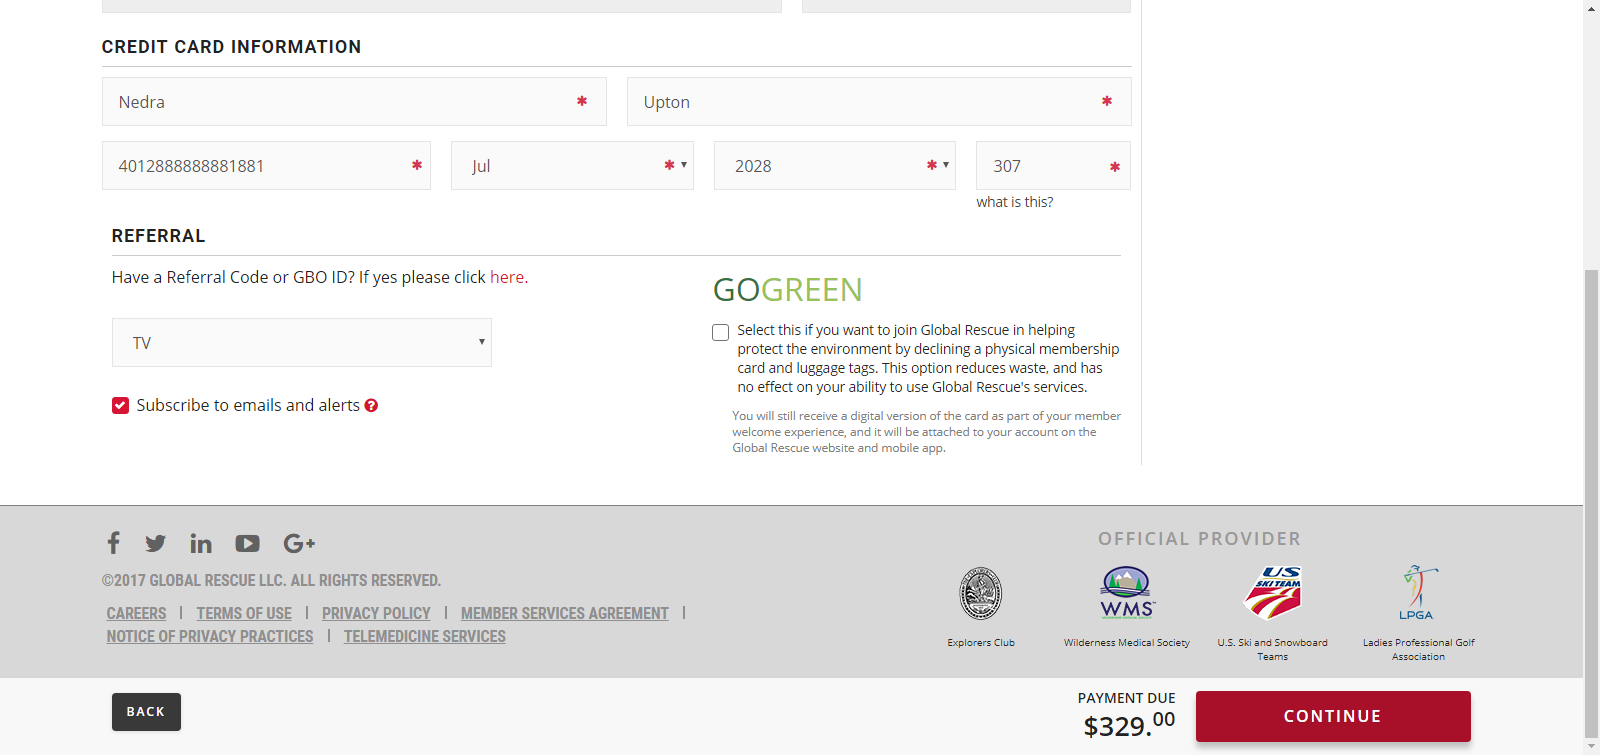 CREDIT CARD INFORMATION
Nedra *
Upton *
4012888888881881 *
Jul *
2028 *
307 *
what is this?
REFERRAL
Have a Referral Code or GBO ID? If yes please click here.
TV
Subscribe to emails and alerts ?
GOGREEN
Select this if you want to join Global Rescue in helping
protect the environment by declining a physical membership
card and luggage tags. This option reduces waste, and has
no effect on your ability to use Global Rescue's services.
You will still receive a digital version of the card as part of your member
welcome experience, and it will be attached to your account on the
Global Rescue website and mobile app.
©2017 GLOBAL RESCUE LLC. ALL RIGHTS RESERVED.
CAREERS | TERMS OF USE | PRIVACY POLICY | MEMBER SERVICES AGREEMENT |
NOTICE OF PRIVACY PRACTICES | TELEMEDICINE SERVICES
OFFICIAL PROVIDER
WMS
US
SKI TEAM
LPGA
Explorers Club
Wilderness Medical Society
U.S. Ski and Snowboard
Teams
Ladies Professional Golf
Association
BACK
PAYMENT DUE
$329.00
CONTINUE